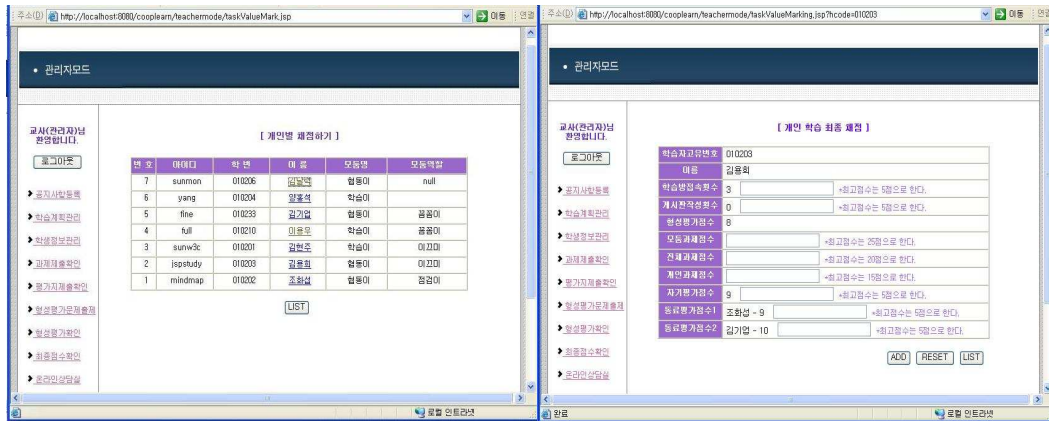 주소(D) http://localhost:8080/cooplearn/teachermode/taskValueMark.jsp 이동 연결
• 관리자모드
교사(관리자)님
환영합니다.
로그아웃
공지사항등록
학습계획관리
학생정보관리
과제제출확인
평가지제출확인
형성평가문제출제
형성평가확인
최종점수확인
온라인상담실
[ 개인별 채점하기 ]
번 호 아이디 학 번 이 름 모둠명 모둠역할
7 sunmon 010206 협동이 null
6 yang 010204 양홍석 학습이
5 fine 010233 김기업 협동이 꼼꼼이
4 full 010210 이용우 학습이 꼼꼼이
3 sunw3c 010201 김현주 학습이 이끄미
2 jspstudy 010203 김용희 협동이 이끄미
1 mindmap 010202 조화섭 협동이 점검이
LIST
로컬 인트라넷
주소(D) http://localhost:8080/cooplearn/teachermode/taskValueMarking.jsp?hcode=010203 이동 연결
• 관리자모드
교사(관리자)님
환영합니다.
로그아웃
공지사항등록
학습계획관리
학생정보관리
과제제출확인
평가지제출확인
형성평가문제출제
형성평가확인
최종점수확인
온라인상담실
[ 개인 학습 최종 채점 ]
학습자고유번호 010203
이름 김용희
학습방접속횟수 3 *최고점수는 5점으로 한다.
게시판작성횟수 0 *최고점수는 5점으로 한다.
형성평가점수 8
모둠과제점수 *최고점수는 25점으로 한다.
전체과제점수 *최고점수는 20점으로 한다.
개인과제점수 *최고점수는 15점으로 한다.
자기평가점수 9 *최고점수는 5점으로 한다.
동료평가점수1 조화섭 - 9 *최고점수는 5점으로 한다.
동료평가점수2 김기업 - 10 *최고점수는 5점으로 한다.
ADD RESET LIST
완료 로컬 인트라넷